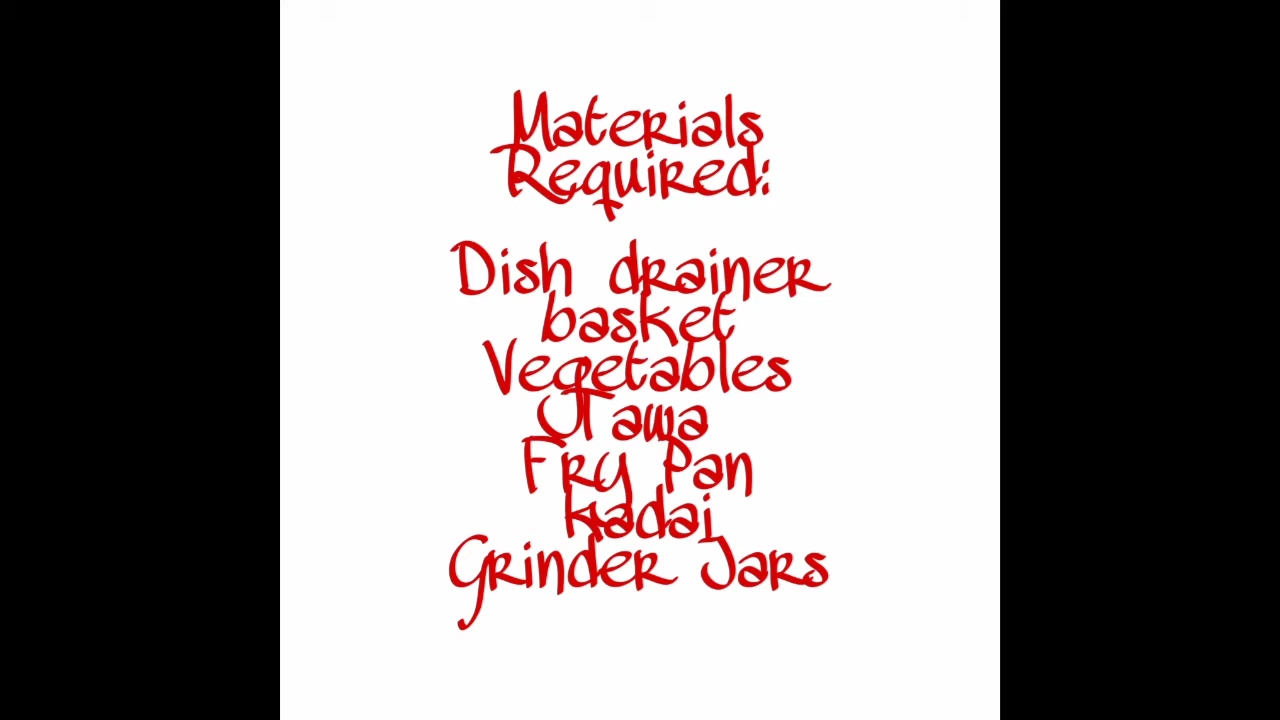 Materials
Required:
Dish drainer
basket
Vegetables
Tawa
Fry Pan
Kadai
Grinder Jars